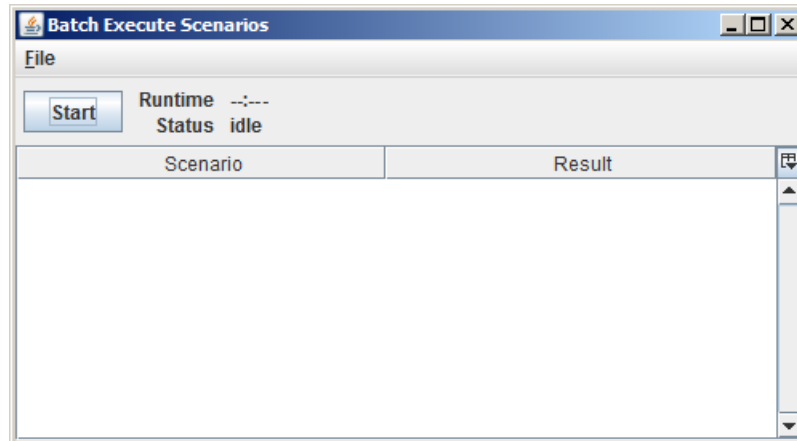 Batch Execute Scenarios
File
Start
Runtime --:---
Status idle
Scenario Result